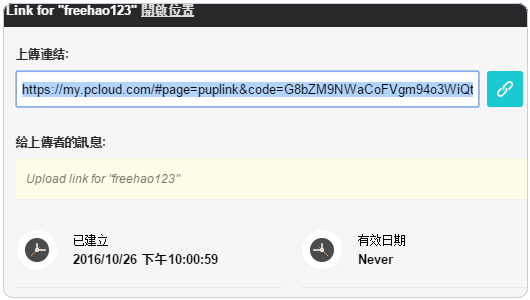 Link for "freehao123" 開啟位置
上傳連結:
https://my.pcloud.com/#page=puplink&code=G8bZM9NWaCoFVgm94o3WiQt
給上傳者的訊息:
Upload link for "freehao123"
已建立
2016/10/26 下午10:00:59
有效日期
Never